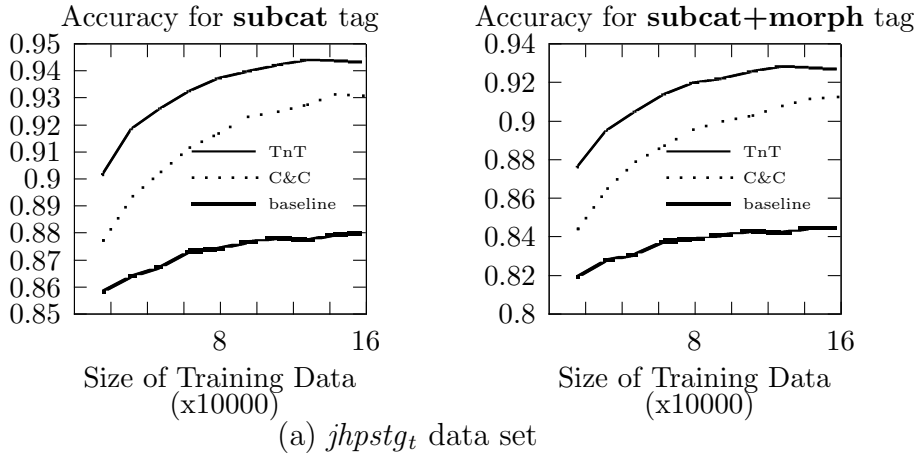 Accuracy for subcat tag
0.95
0.94
0.93
0.92
0.91
0.9
0.89
0.88
0.87
0.86
0.85
TnT
C&C
baseline
8 16
Size of Training Data
(x10000)
Accuracy for subcat+morph tag
0.94
0.92
0.9
0.88
0.86
0.84
0.82
0.8
TnT
C&C
baseline
8 16
Size of Training Data
(x10000)
(a) jhpstg_t data set